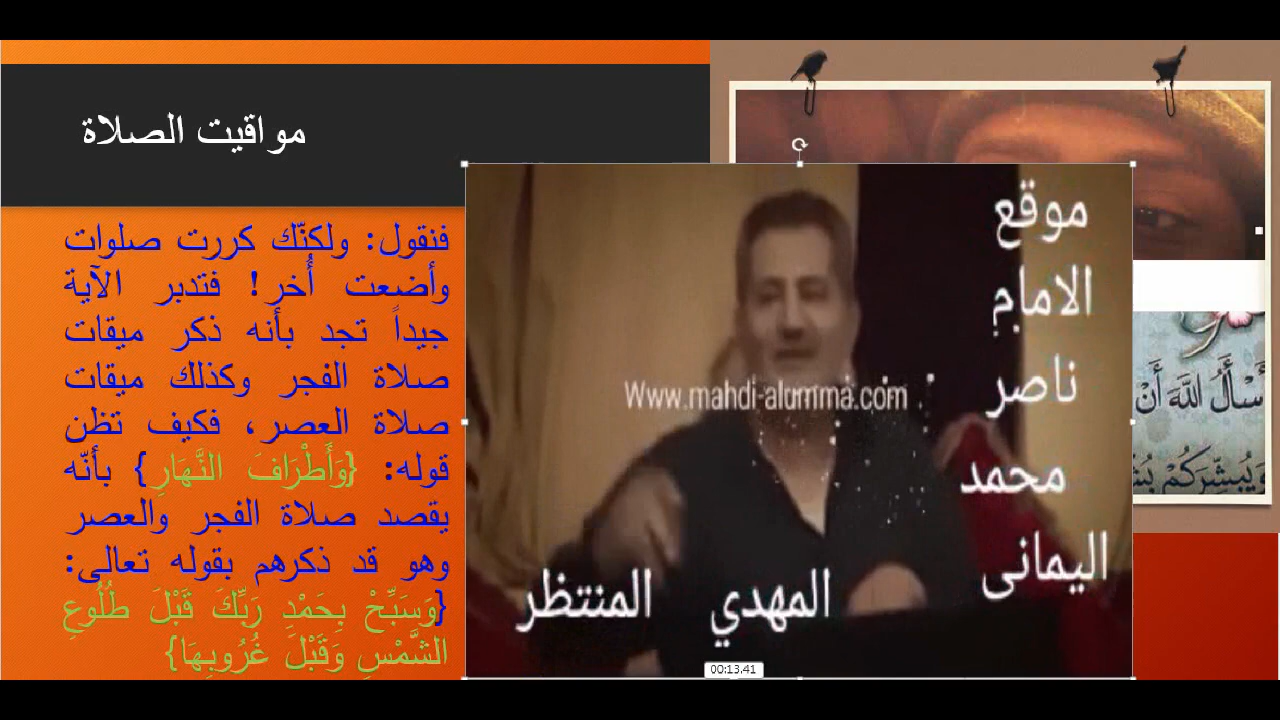 مواقيت الصلاة
فنقول: ولكنّك كررت صلوات
وأضعت أُخر! فتدبر الآية
جيداً تجد بأنه ذكر ميقات
صلاة الفجر وكذلك ميقات
صلاة العصر، فكيف تظن
قوله: {وَأَطْرَافَ النَّهَارِ} بأنّه
يقصد صلاة الفجر والعصر
وهو قد ذكرهم بقوله تعالى:
{وَسَبِّحْ بِحَمْدِ رَبِّكَ قَبْلَ طُلُوعِ
الشَّمْسِ وَقَبْلَ غُرُوبِهَا}
موقع
الامام
ناصر
محمد
اليمانى
المهدي المنتظر
Www.mahdi-alumma.com
00:13.41
أَسْأَلُ اللَّهَ أَنْ
وَيُبَشِّرَكُمْ